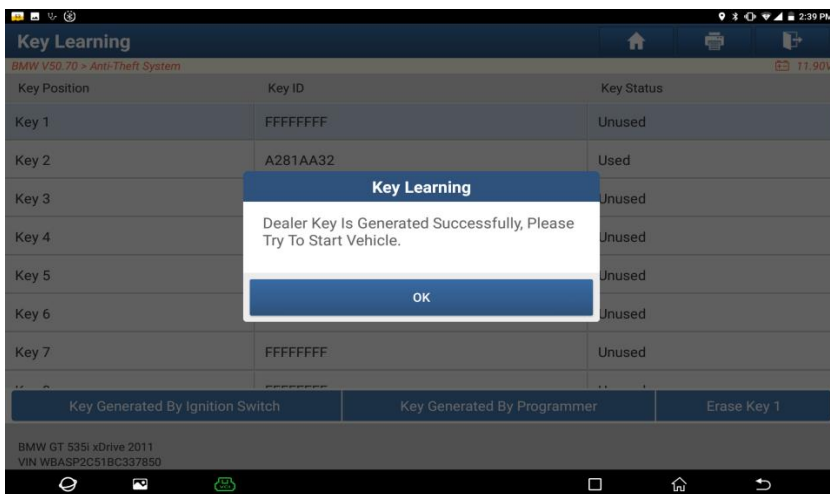 2:39 PM
Key Learning
BMW V50.70 > Anti-Theft System
11.90V
Key Position Key ID Key Status
Key 1 FFFFFFFF Unused
Key 2 A281AA32 Used
Key Learning
Key 3 Unused
Dealer Key Is Generated Successfully, Please
Try To Start Vehicle.
Key 4 Unused
Key 5 Unused
OK
Key 6 Unused
Key 7 FFFFFFFF Unused
Key Generated By Ignition Switch Key Generated By Programmer Erase Key 1
BMW GT 535i xDrive 2011
VIN WBASP2C51BC337850